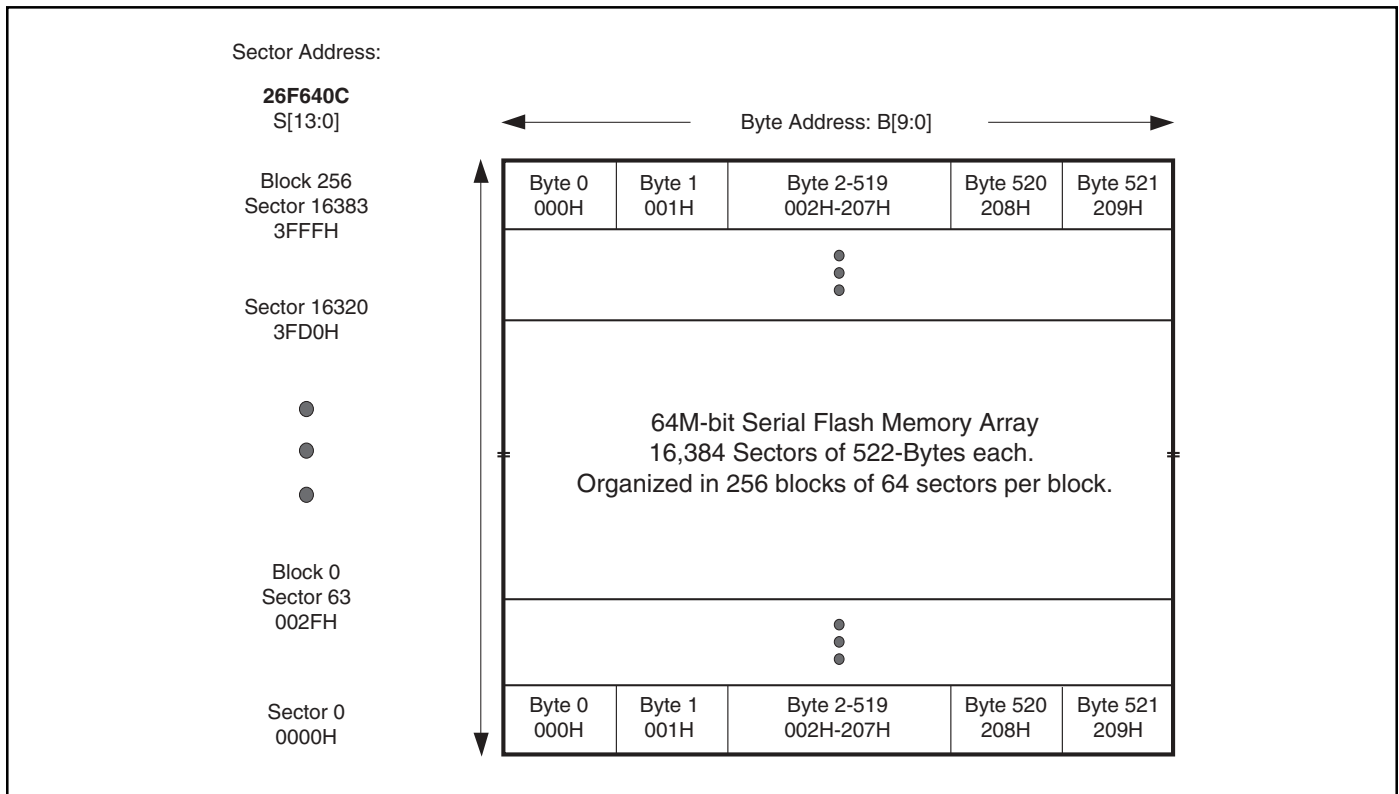 Sector Address:
26F640C
S[13:0]
Byte Address: B[9:0]
Block 256
Sector 16383
3FFFH
Byte 0
000H
Byte 1
001H
Byte 2-519
002H-207H
Byte 520
208H
Byte 521
209H
Sector 16320
3FD0H
64M-bit Serial Flash Memory Array
16,384 Sectors of 522-Bytes each.
Organized in 256 blocks of 64 sectors per block.
Block 0
Sector 63
002FH
Sector 0
0000H
Byte 0
000H
Byte 1
001H
Byte 2-519
002H-207H
Byte 520
208H
Byte 521
209H